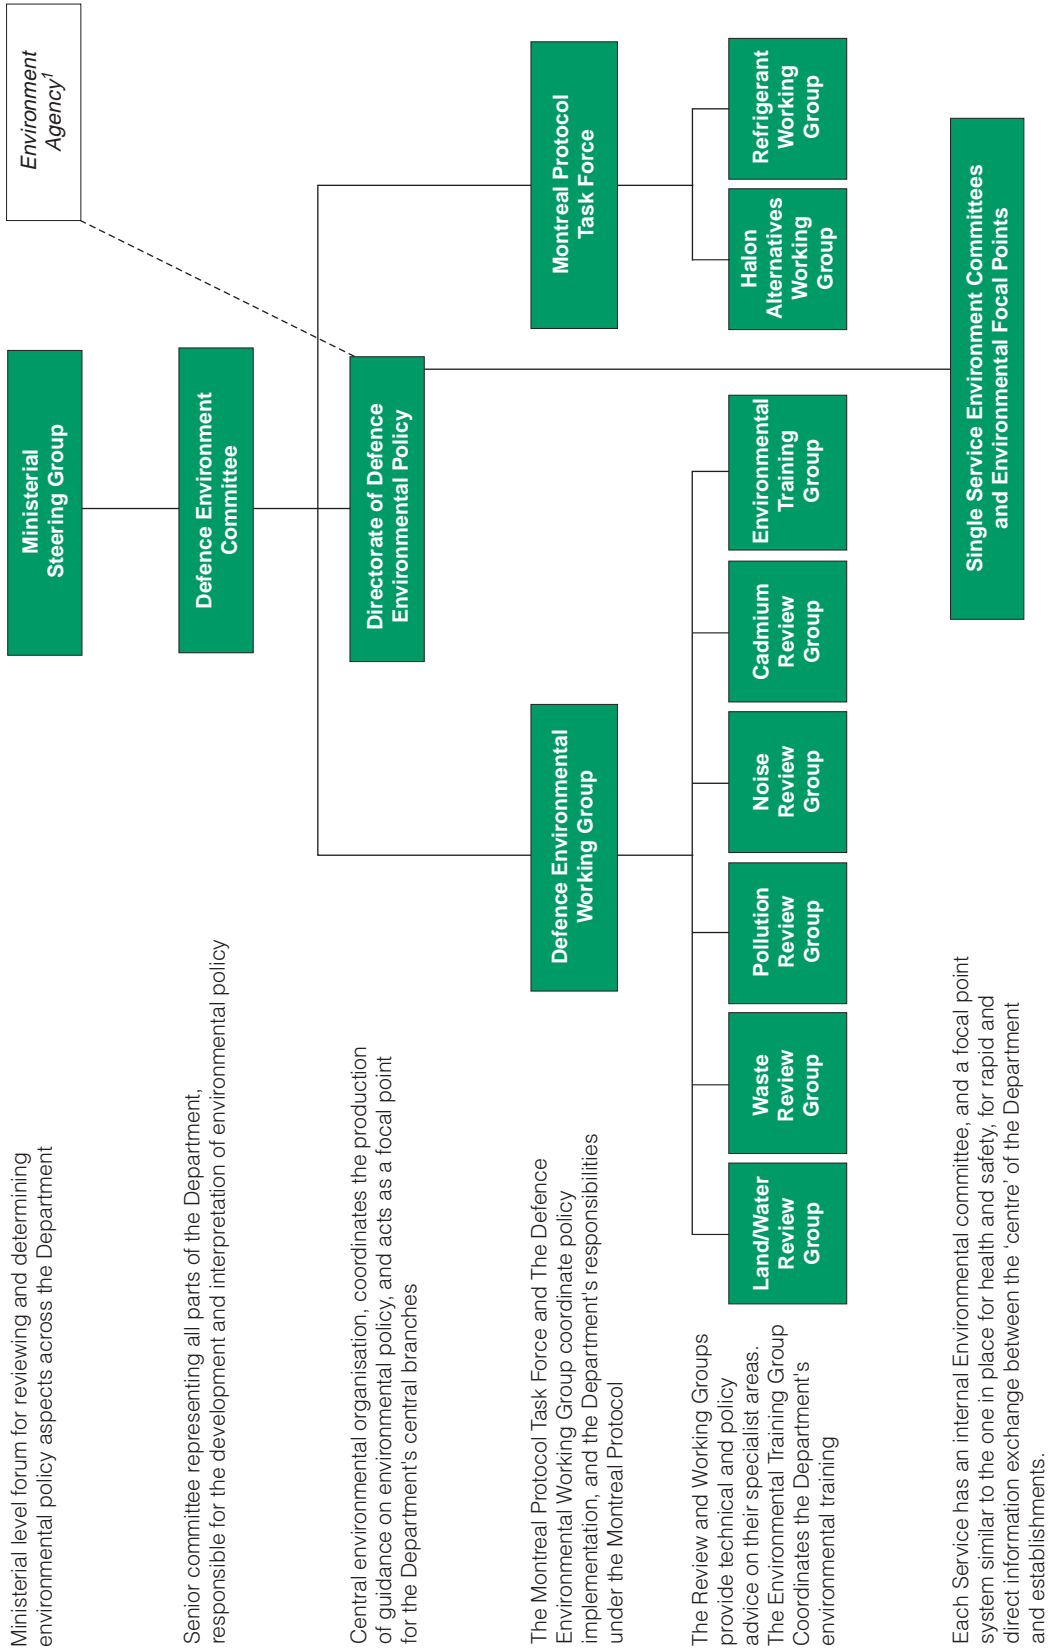 Ministerial level forum for reviewing and determining
environmental policy aspects across the Department
Ministerial
Steering Group
Environment
Agency1
Senior committee representing all parts of the Department,
responsible for the development and interpretation of environmental policy
Defence Environment
Committee
Central environmental organisation, coordinates the production
of guidance on environmental policy, and acts as a focal point
for the Department's central branches
Directorate of Defence
Environmental Policy
The Montreal Protocol Task Force and The Defence
Environmental Working Group coordinate policy
implementation, and the Department's responsibilities
under the Montreal Protocol
Defence Environmental
Working Group
Montreal Protocol
Task Force
The Review and Working Groups
provide technical and policy
advice on their specialist areas.
The Environmental Training Group
Coordinates the Department's
environmental training
Land/Water
Review
Group
Waste
Review
Group
Pollution
Review
Group
Noise
Review
Group
Cadmium
Review
Group
Environmental
Training
Group
Halon
Alternatives
Working
Group
Refrigerant
Working
Group
Each Service has an internal Environmental committee, and a focal point
system similar to the one in place for health and safety, for rapid and
direct information exchange between the ‘centre’ of the Department
and establishments.
Single Service Environment Committees
and Environmental Focal Points